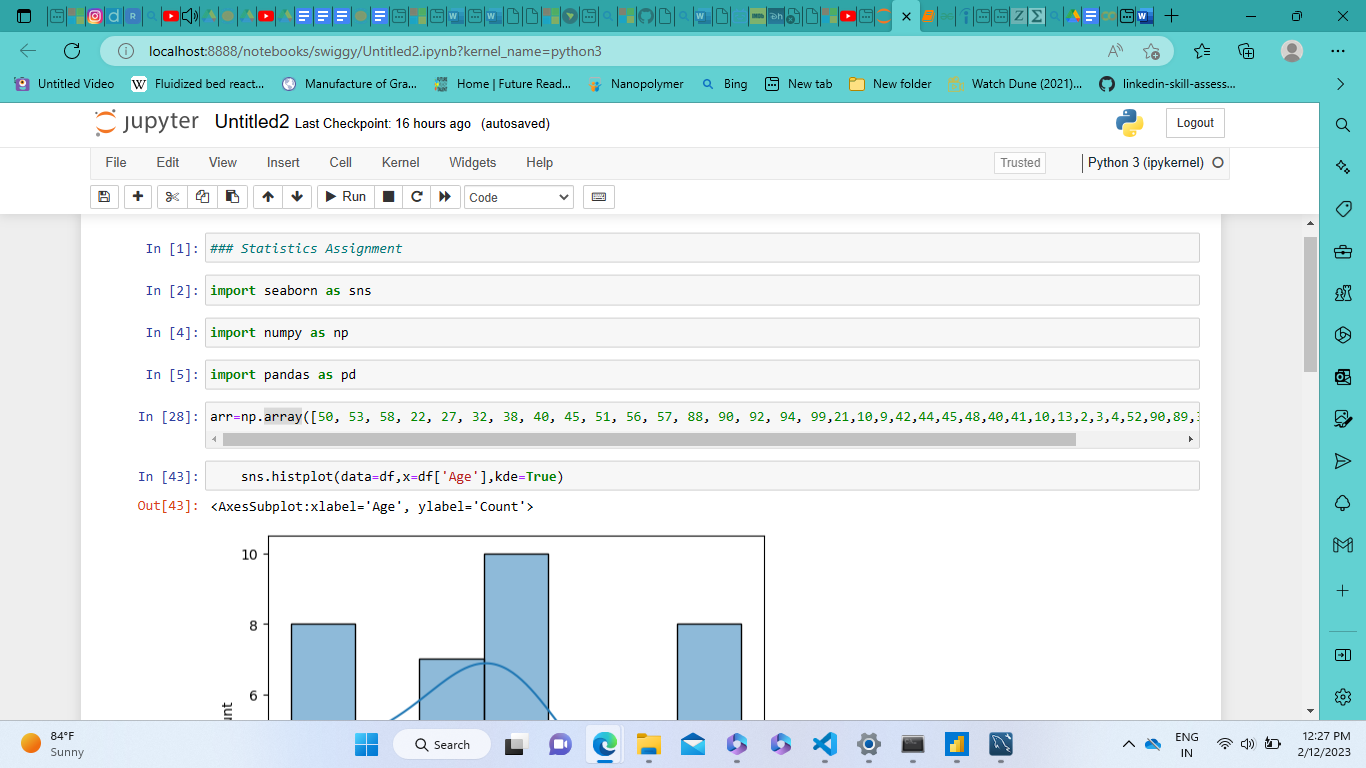 localhost:8888/notebooks/swiggy/Untitled2.ipynb?kernel_name=python3
Untitled Video
Fluidized bed react...
Manufacture of Gra...
Home | Future Read...
Nanopolymer
Bing
New tab
New folder
Watch Dune (2021)...
linkedin-skill-assess...
jupyter Untitled2 Last Checkpoint: 16 hours ago (autosaved)
Logout
File Edit View Insert Cell Kernel Widgets Help
Trusted
Python 3 (ipykernel)
Run
Code
In [1]: ### Statistics Assignment
In [2]: import seaborn as sns
In [4]: import numpy as np
In [5]: import pandas as pd
In [28]: arr=np.array([50, 53, 58, 22, 27, 32, 38, 40, 45, 51, 56, 57, 88, 90, 92, 94, 99,21,10,9,42,44,45,48,40,41,10,13,2,3,4,52,90,89,
In [43]: sns.histplot(data=df,x=df['Age'],kde=True)
Out[43]: <AxesSubplot:xlabel='Age', ylabel='Count'>
10
8
6
84°F
Sunny
Search
ENG
IN
12:27 PM
2/12/2023